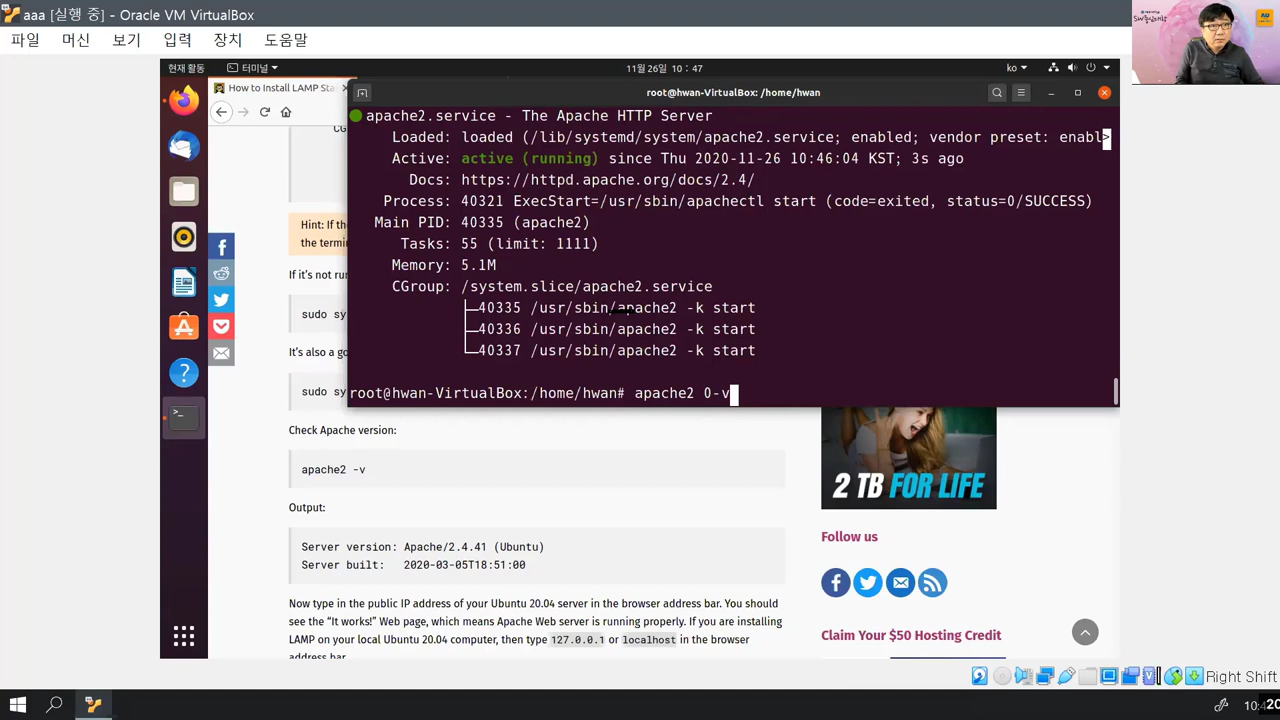 aaa [실행 중] - Oracle VM VirtualBox
파일 머신 보기 입력 장치 도움말
SW중심대학
현재 활동 터미널 11월 26일 10 : 47 ko
How to Install LAMP Sta
root@hwan-VirtualBox: /home/hwan
apache2.service - The Apache HTTP Server
Loaded: loaded (/lib/systemd/system/apache2.service; enabled; vendor preset: enabl>
Active: active (running) since Thu 2020-11-26 10:46:04 KST; 3s ago
Docs: https://httpd.apache.org/docs/2.4/
Process: 40321 ExecStart=/usr/sbin/apachectl start (code=exited, status=0/SUCCESS)
Main PID: 40335 (apache2)
Tasks: 55 (limit: 1111)
Memory: 5.1M
CGroup: /system.slice/apache2.service
├─40335 /usr/sbin/apache2 -k start
├─40336 /usr/sbin/apache2 -k start
└─40337 /usr/sbin/apache2 -k start
root@hwan-VirtualBox:/home/hwan# apache2 0-v
CG
Hint: If the
the termin
If it's not rur
sudo sy
It's also a go
sudo sy
Check Apache version:
apache2 -v
Output:
Server version: Apache/2.4.41 (Ubuntu)
Server built: 2020-03-05T18:51:00
Now type in the public IP address of your Ubuntu 20.04 server in the browser address bar. You should
see the “It works!” Web page, which means Apache Web server is running properly. If you are installing
LAMP on your local Ubuntu 20.04 computer, then type 127.0.0.1 or localhost in the browser
address bar.
2 TB FOR LIFE
Follow us
Claim Your $50 Hosting Credit
Right Shift